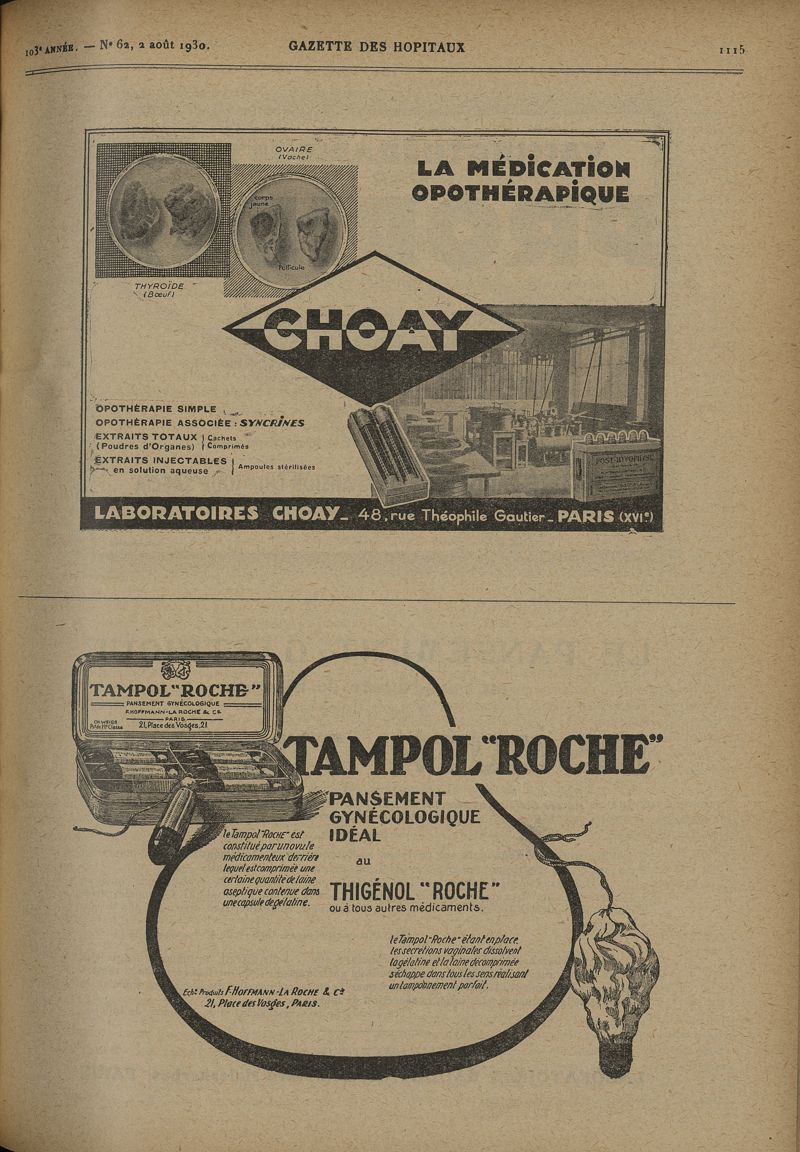 103e ANNÉE. — N° 62, 2 août 1930.
GAZETTE DES HOPITAUX
1115
OVAIRE
(Vache)
corps
jaune
follicule
THYROÏDE
(Bœuf)
LA MÉDICATION
OPOTHÉRAPIQUE
CHOAY
OPOTHÉRAPIE SIMPLE
OPOTHÉRAPIE ASSOCIÉE : SYNCRINES
EXTRAITS TOTAUX | Cachets
(Poudres d'Organes) | Comprimés
EXTRAITS INJECTABLES |
en solution aqueuse | Ampoules stérilisées
LABORATOIRES CHOAY_ 48, rue Théophile Gautier_ PARIS (XVIe)
TAMPOL "ROCHE"
PANSEMENT GYNÉCOLOGIQUE
F. HOFFMANN-LA ROCHE & Cie
PARIS
21, Place des Vosges, 21
TAMPOL "ROCHE"
PANSEMENT
GYNÉCOLOGIQUE
IDÉAL
au
THIGÉNOL "ROCHE"
ou à tous autres médicaments.
le Tampol "Roche" est
constitué par un ovule
médicamenteux derrière
lequel est comprimée une
certaine quantité de laine
aseptique contenue dans
une capsule de gélatine.
le Tampol "Roche" étant en place,
les secrétions vaginales dissolvent
la gélatine et la laine décomprimée
s'échappe dans tous les sens réalisant
un tamponnement parfait.
Echt. Produits F. HOFFMANN-LA ROCHE & Cie
21, Place des Vosges, PARIS.